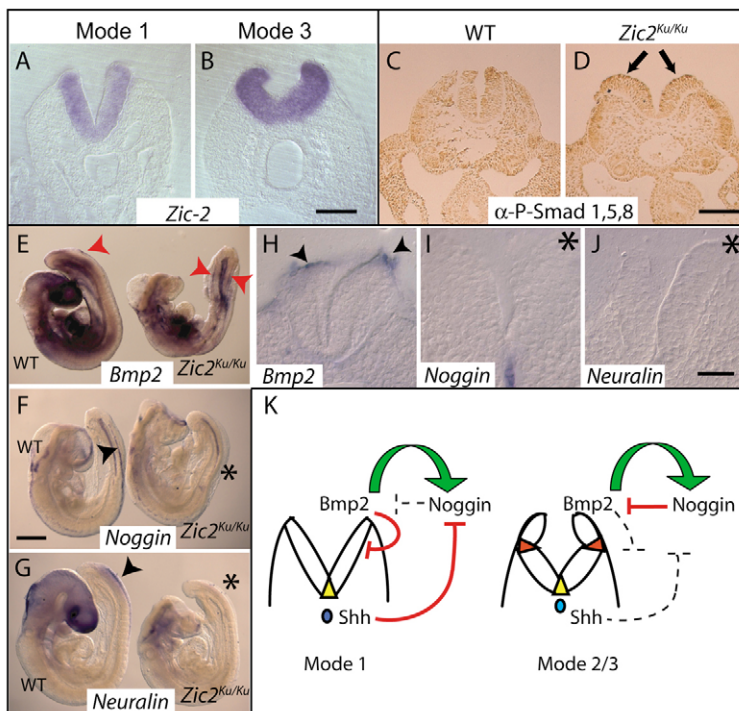 Mode 1
Mode 3
WT
Zic2Ku/Ku
A
B
C
D
Zic-2
α-P-Smad 1,5,8
E
WT
Bmp2
Zic2Ku/Ku
H
Bmp2
I
*
Noggin
J
*
Neuralin
F
WT
*
Noggin
Zic2Ku/Ku
G
*
WT
Neuralin
Zic2Ku/Ku
K
Bmp2
Noggin
Shh
Mode 1
Bmp2
Noggin
Shh
Mode 2/3